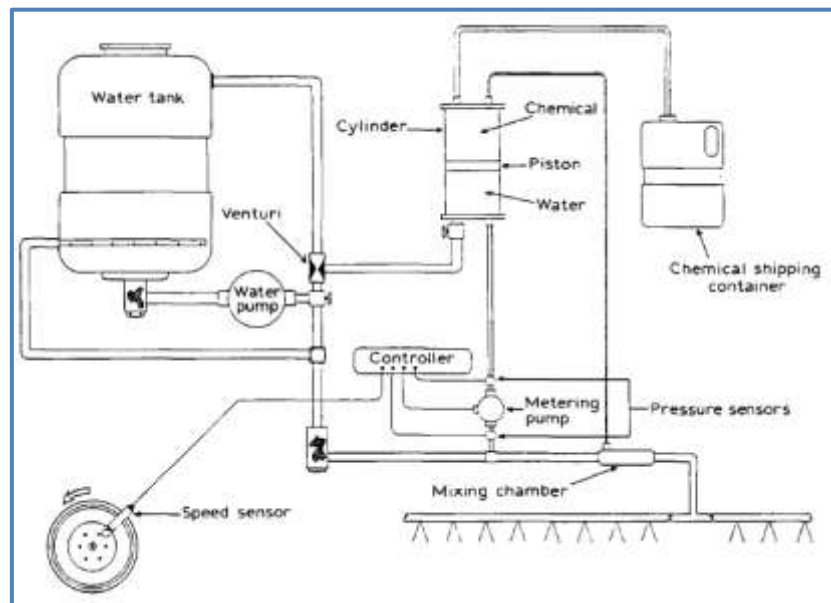 Water tank
Cylinder
Chemical
Piston
Water
Venturi
Chemical shipping
container
Water
pump
Controller
Metering
pump
Pressure sensors
Mixing chamber
Speed sensor